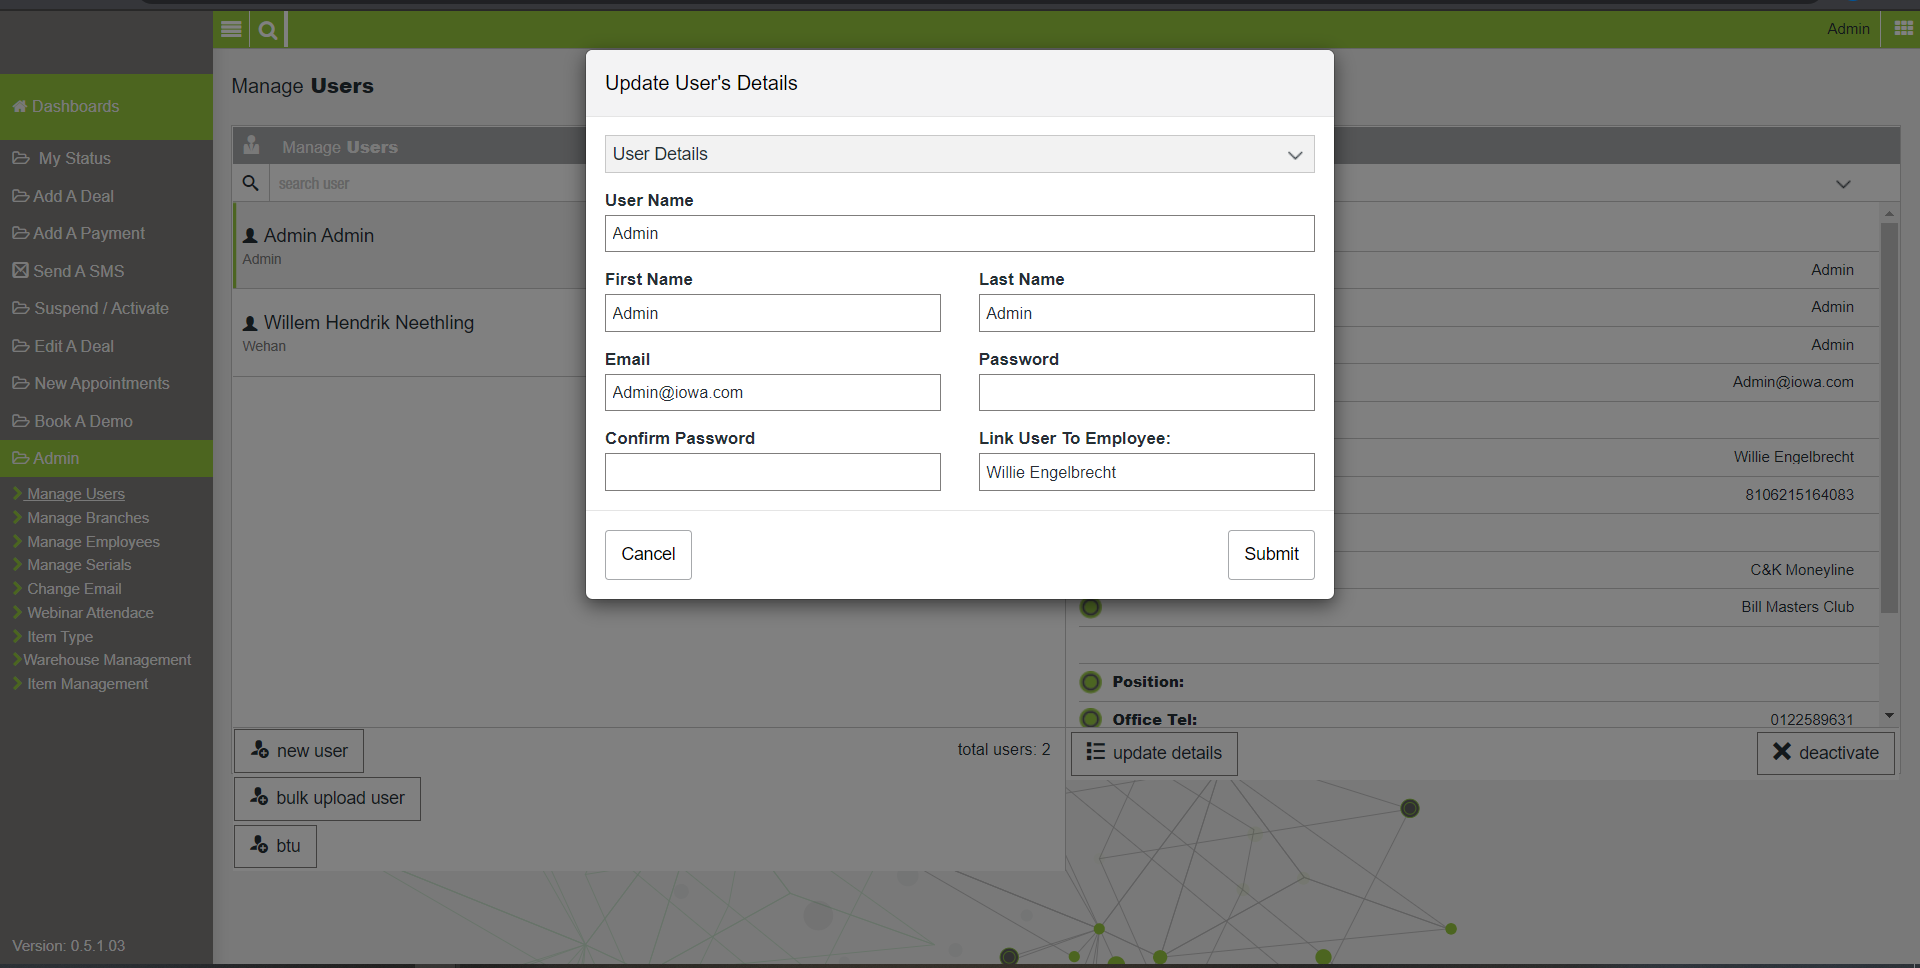 Admin
Dashboards
My Status
Add A Deal
Add A Payment
Send A SMS
Suspend / Activate
Edit A Deal
New Appointments
Book A Demo
Admin
Manage Users
Manage Branches
Manage Employees
Manage Serials
Change Email
Webinar Attendace
Item Type
Warehouse Management
Item Management
Version: 0.5.1.03
Manage Users
Manage Users
search user
Admin Admin
Admin
Willem Hendrik Neethling
Wehan
new user
total users: 2
bulk upload user
btu
Update User's Details
User Details
User Name
Admin
First Name
Last Name
Admin
Admin
Email
Password
Admin@iowa.com
Confirm Password
Link User To Employee:
Willie Engelbrecht
Cancel
Submit
Admin
Admin
Admin
Admin@iowa.com
Willie Engelbrecht
8106215164083
C&K Moneyline
Bill Masters Club
Position:
Office Tel:
0122589631
update details
deactivate